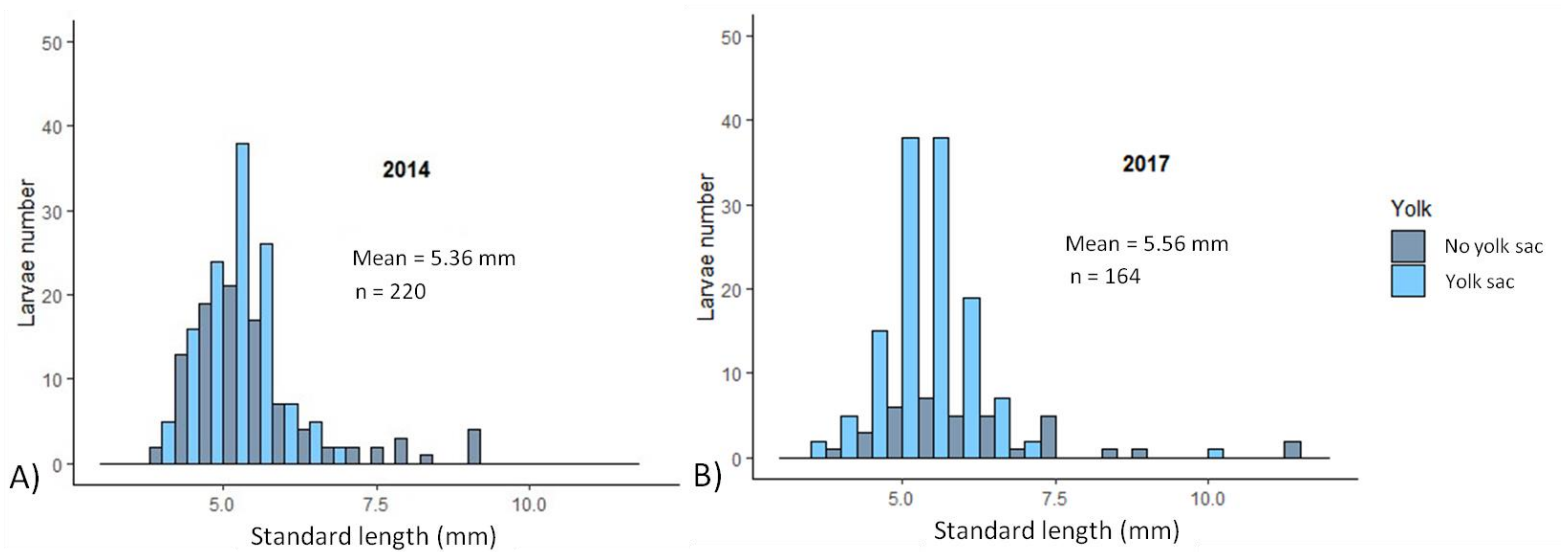 50
40
30
20
10
0
Larvae number
2014
Mean = 5.36 mm
n = 220
A)
5.0 7.5 10.0
Standard length (mm)
50
40
30
20
10
0
Larvae number
2017
Mean = 5.56 mm
n = 164
B)
5.0 7.5 10.0
Standard length (mm)
Yolk
No yolk sac
Yolk sac